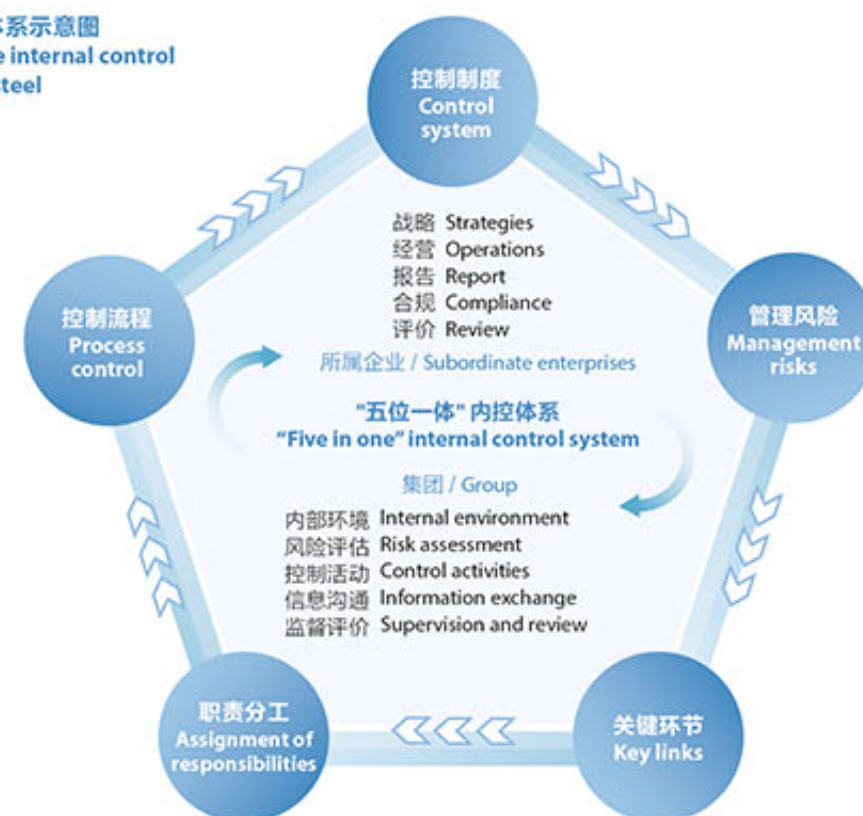 系示意图
internal control
steel
控制制度
Control
system
战略 Strategies
经营 Operations
报告 Report
合规 Compliance
评价 Review
所属企业 / Subordinate enterprises
控制流程
Process
control
管理风险
Management
risks
"五位一体" 内控体系
"Five in one" internal control system
集团 / Group
内部环境 Internal environment
风险评估 Risk assessment
控制活动 Control activities
信息沟通 Information exchange
监督评价 Supervision and review
职责分工
Assignment of
responsibilities
关键环节
Key links